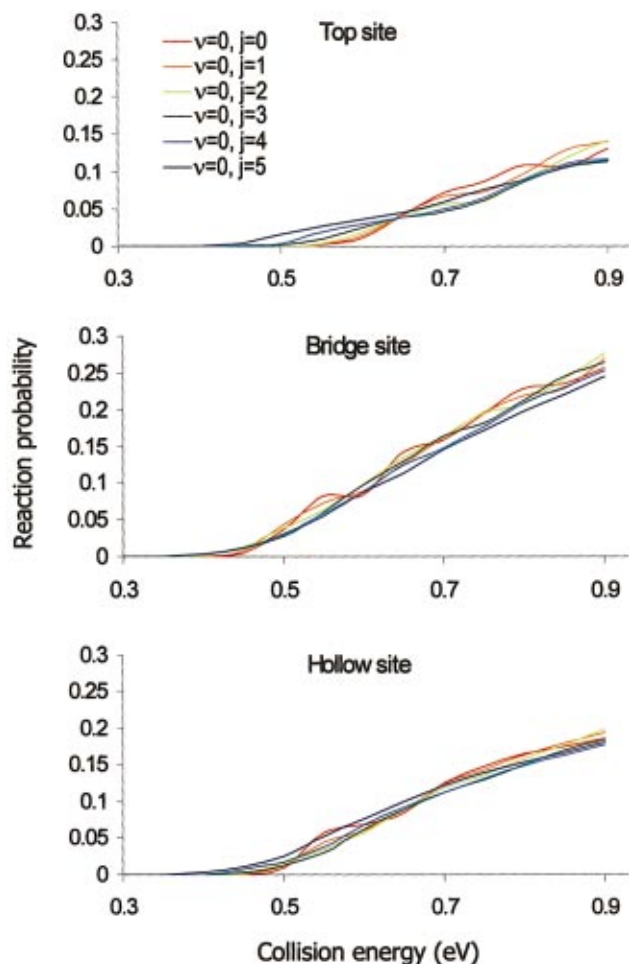 Top site
0.3
0.25
0.2
0.15
0.1
0.05
0
ν=0, j=0
ν=0, j=1
ν=0, j=2
ν=0, j=3
ν=0, j=4
ν=0, j=5
0.3 0.5 0.7 0.9
Bridge site
0.3
0.25
0.2
0.15
0.1
0.05
0
0.3 0.5 0.7 0.9
Reaction probability
Hollow site
0.3
0.25
0.2
0.15
0.1
0.05
0
0.3 0.5 0.7 0.9
Collision energy (eV)